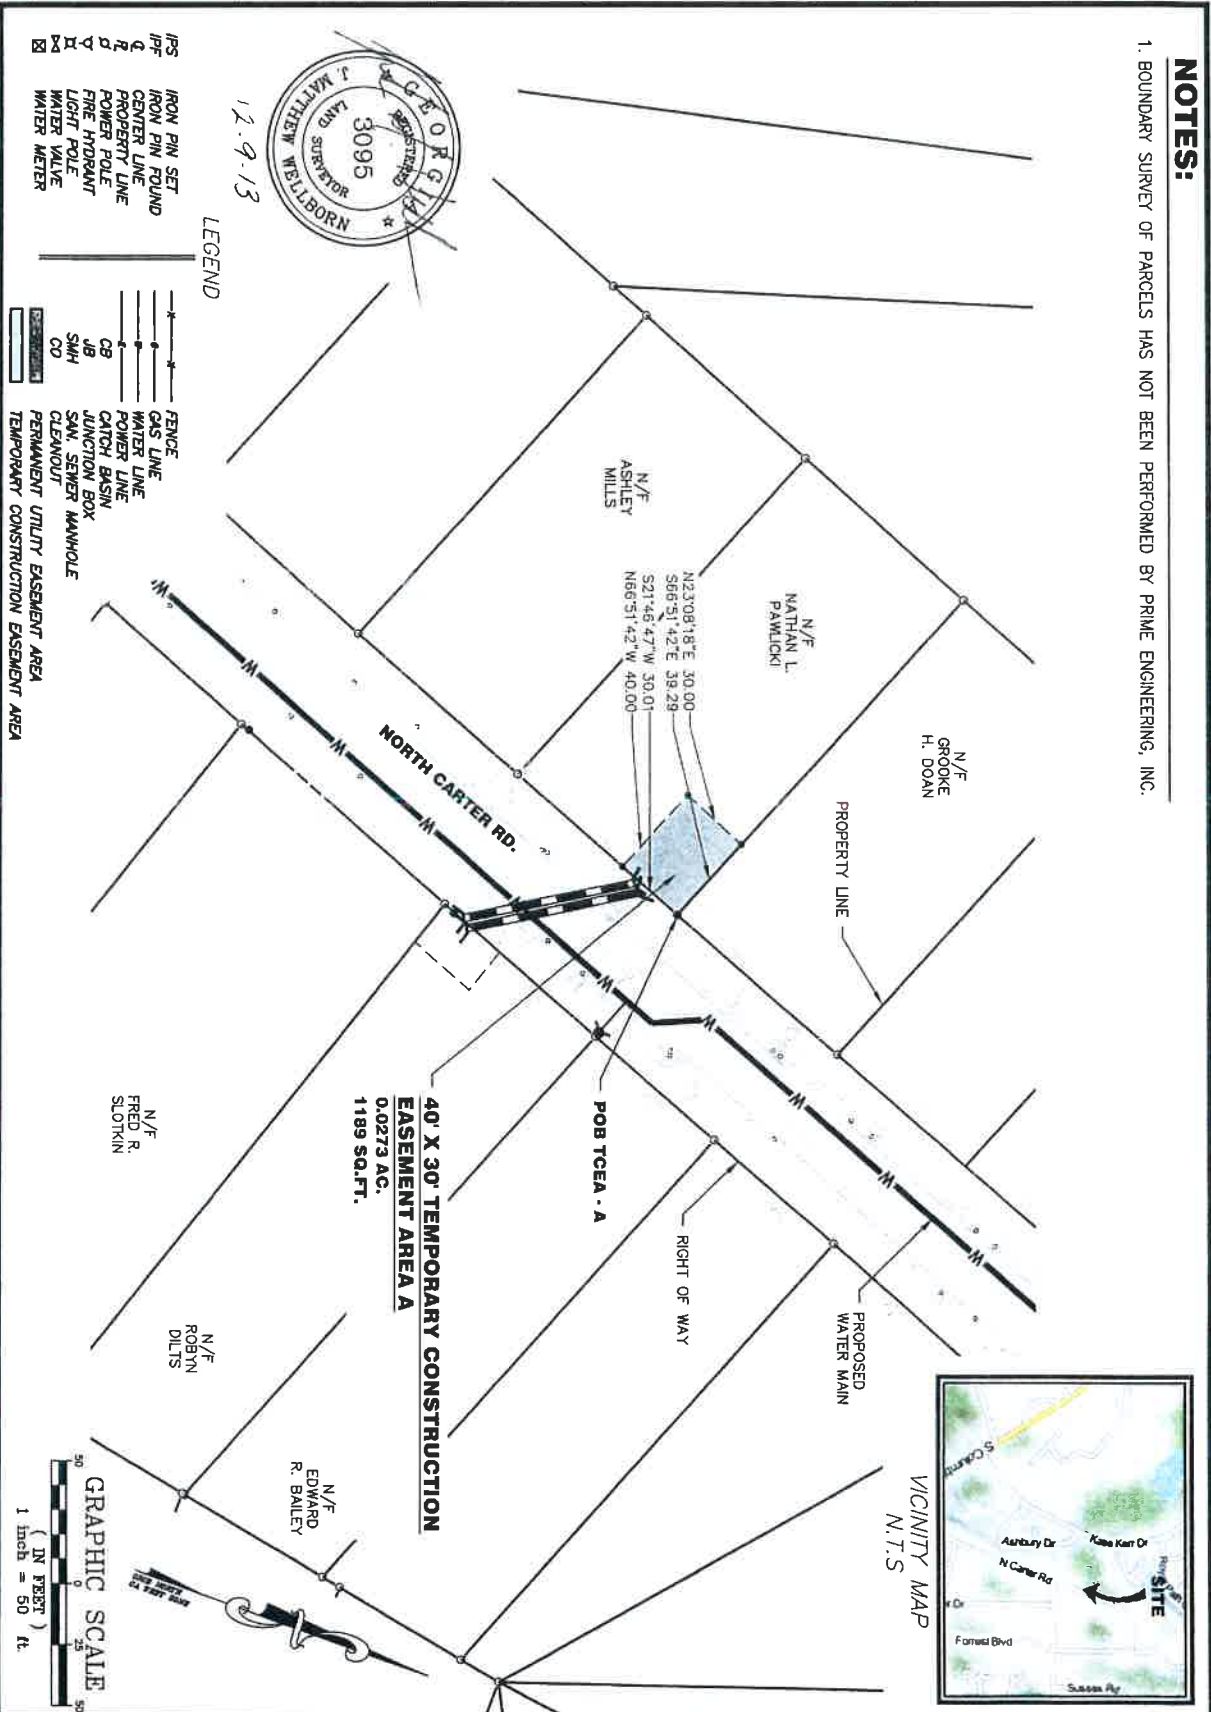 NOTES:
1. BOUNDARY SURVEY OF PARCELS HAS NOT BEEN PERFORMED BY PRIME ENGINEERING, INC.
GEORGIA
REGISTERED
3095
LAND SURVEYOR
J. MATTHEW WELLBORN
12-9-13
N/F
ASHLEY
MILLS
N/F
NATHAN L.
PAWLICKI
N/F
GROOKE
H. DOAN
N23°08'18"E 30.00
S66°51'42"E 39.29
S21°46'47"W 30.01
N66°51'42"W 40.00
PROPERTY LINE
NORTH CARTER RD.
W
W
W
W
W
W
W
W
W
POB TCEA - A
RIGHT OF WAY
PROPOSED
WATER MAIN
40' X 30' TEMPORARY CONSTRUCTION
EASEMENT AREA A
0.0273 AC.
1189 SQ.FT.
N/F
FRED R.
SLOTKIN
N/F
ROBYN
DILTS
N/F
EDWARD
R. BAILEY
SITE
Kass Kerr Dr
Ashbury Dr
N Carter Rd
Forrest Blvd
VICINITY MAP
N.T.S
LEGEND
IPS IRON PIN SET
IPF IRON PIN FOUND
CENTER LINE
PROPERTY LINE
POWER POLE
FIRE HYDRANT
LIGHT POLE
WATER VALVE
WATER METER
FENCE
GAS LINE
WATER LINE
POWER LINE
CB CATCH BASIN
JB JUNCTION BOX
SMH SAN. SEWER MANHOLE
CO CLEANOUT
PERMANENT UTILITY EASEMENT AREA
TEMPORARY CONSTRUCTION EASEMENT AREA
GRAPHIC SCALE
50 0 25 50
( IN FEET )
1 inch = 50 ft.